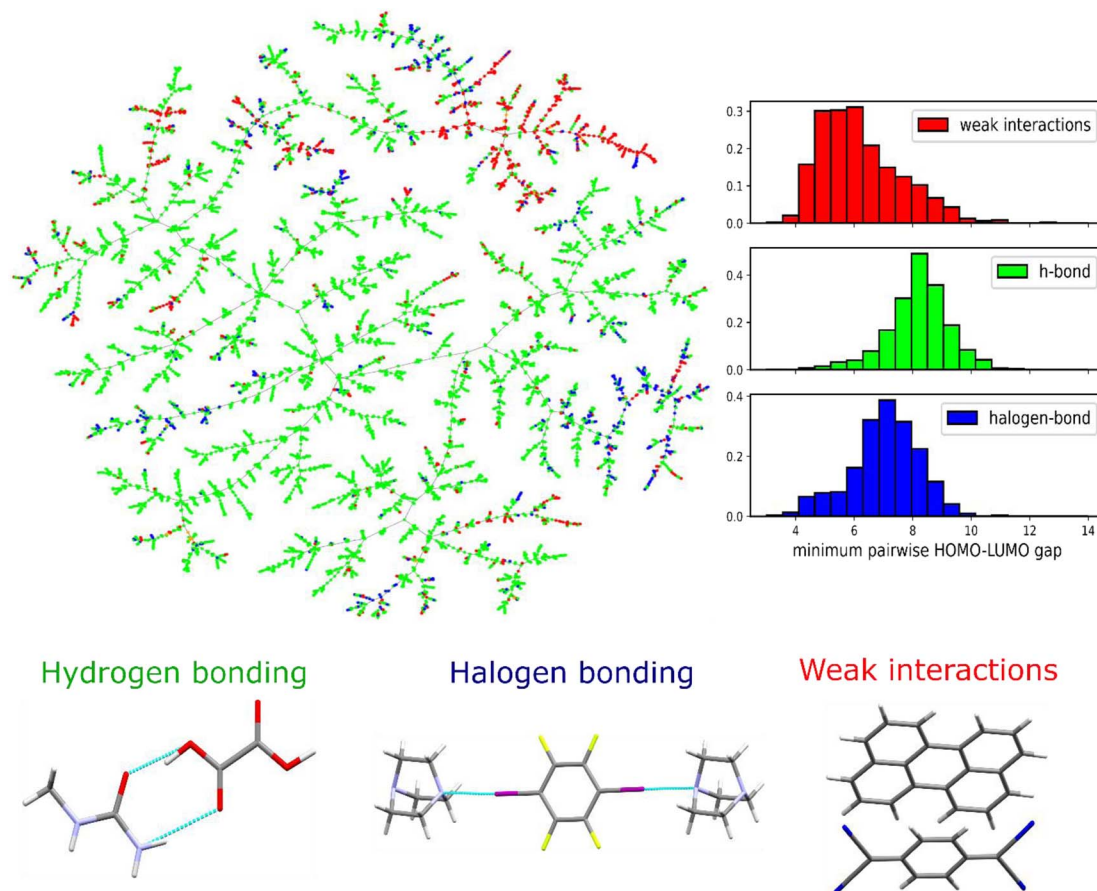 0.3
0.2
0.1
0.0
weak interactions
0.4
0.2
0.0
h-bond
0.4
0.2
0.0
halogen-bond
4 6 8 10 12 14
minimum pairwise HOMO-LUMO gap
Hydrogen bonding
Halogen bonding
Weak interactions